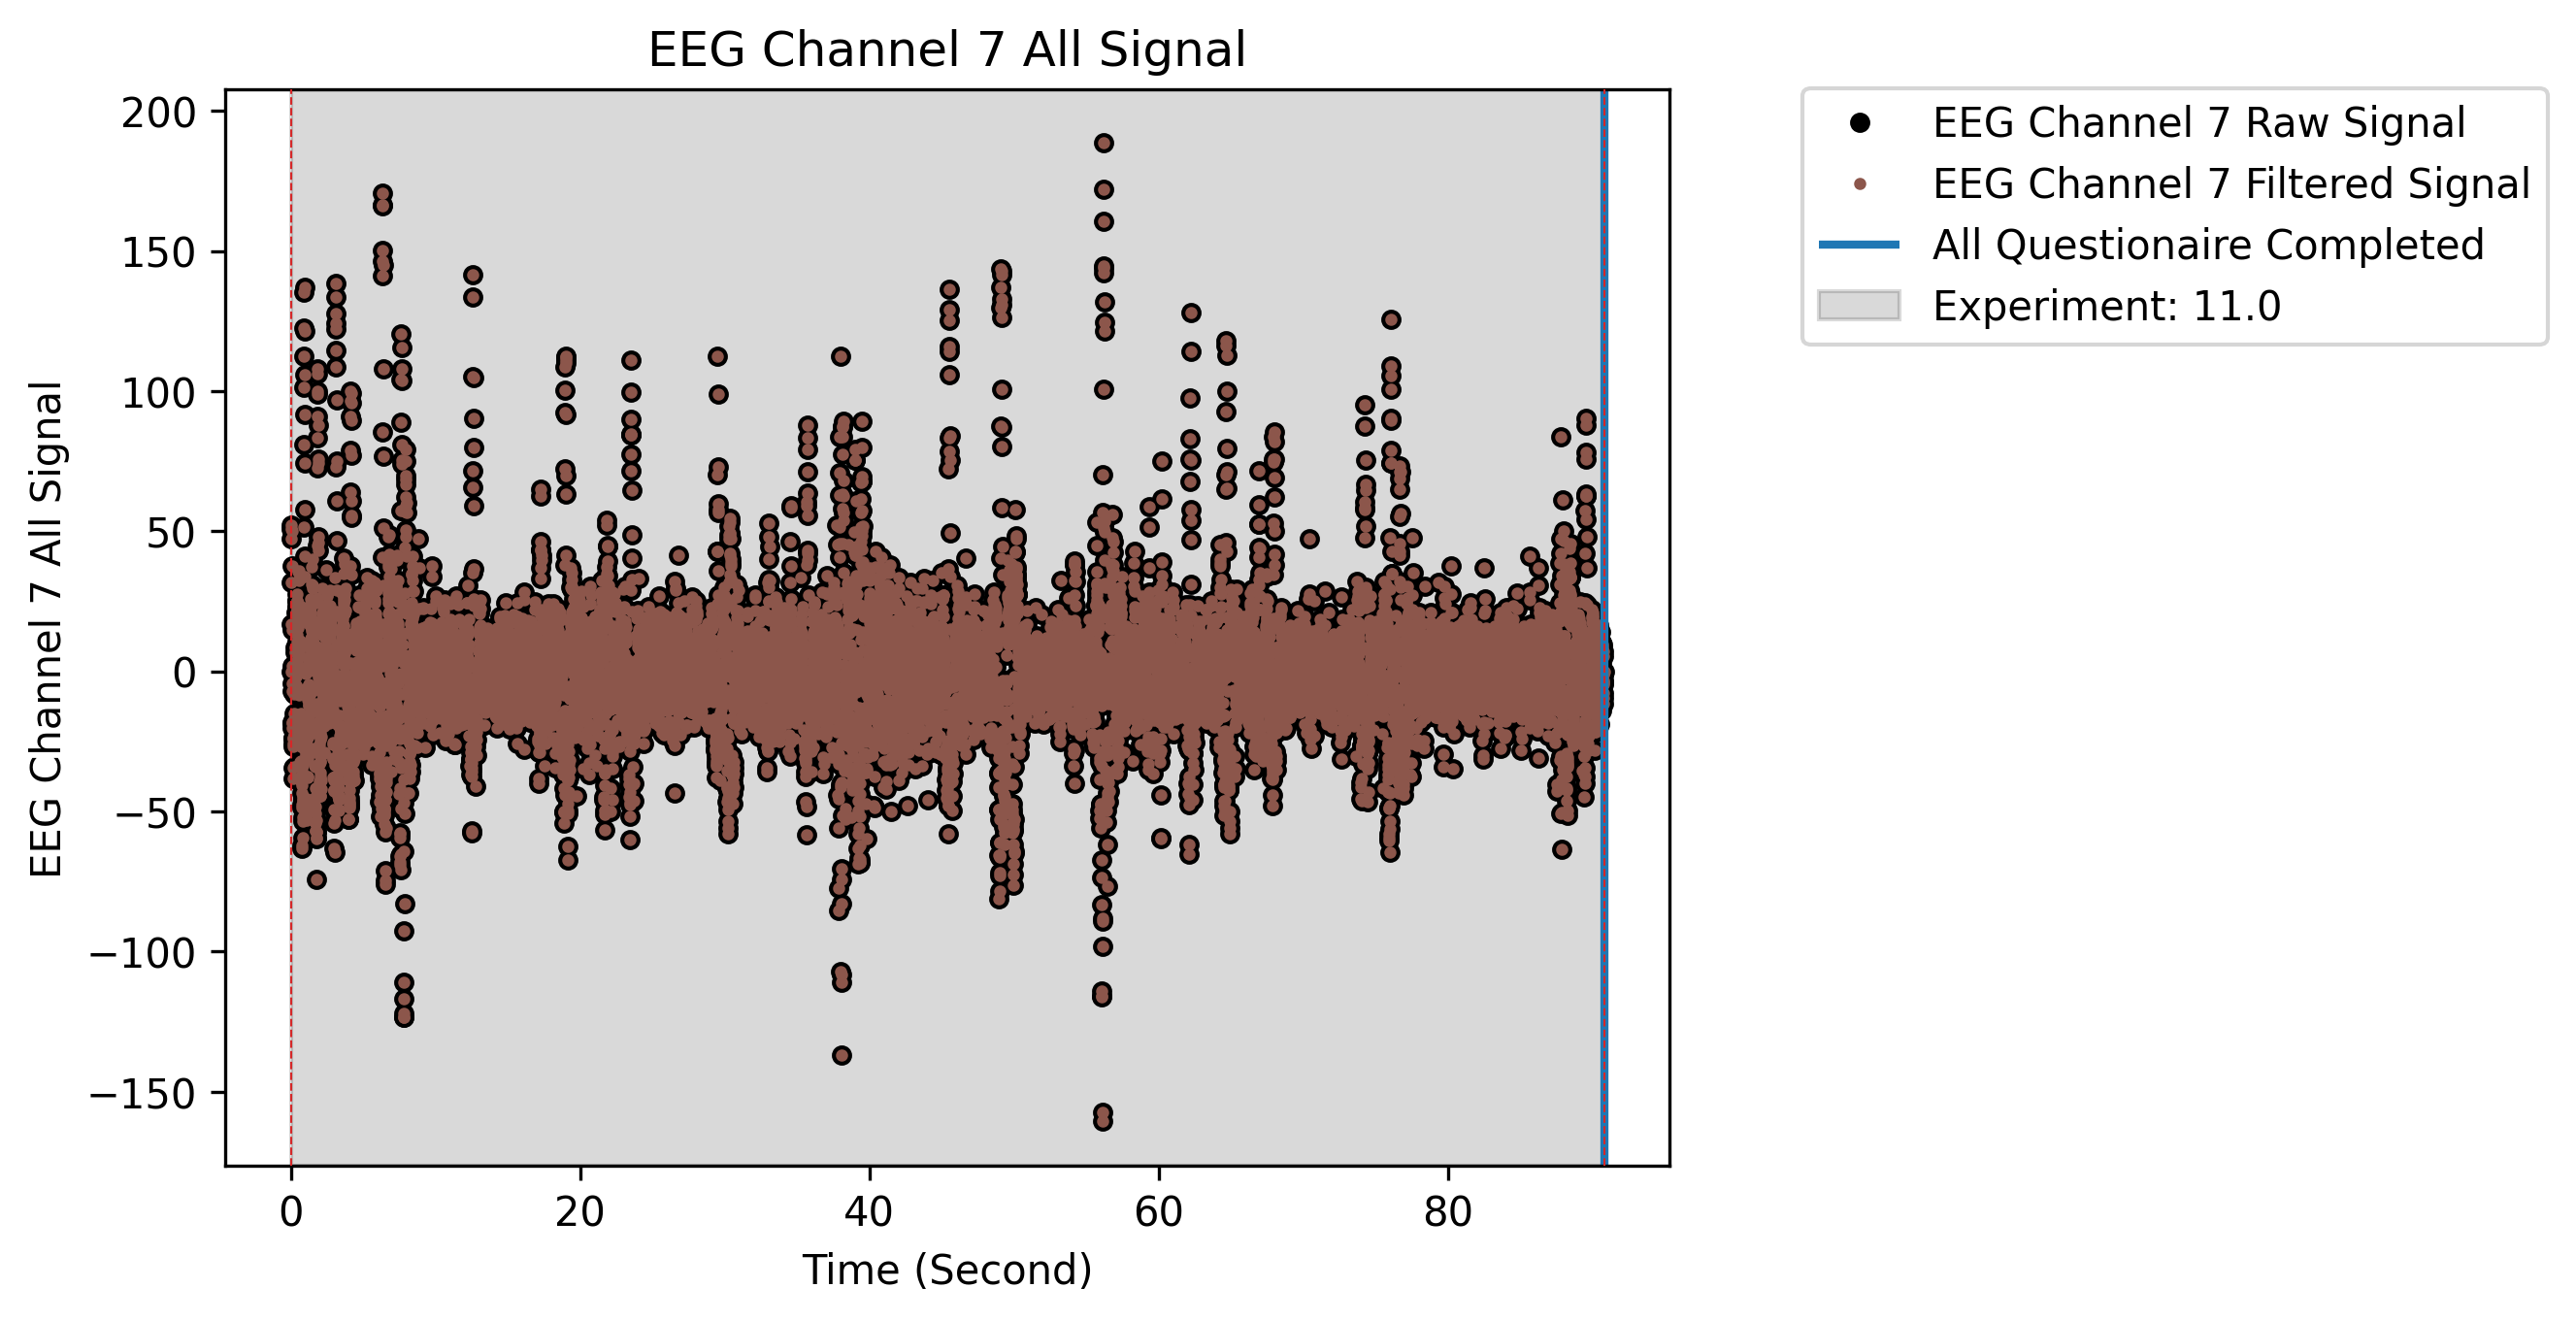 EEG Channel 7 All Signal
EEG Channel 7 Raw Signal
EEG Channel 7 Filtered Signal
All Questionaire Completed
Experiment: 11.0
EEG Channel 7 All Signal
200
150
100
50
0
−50
−100
−150
0 20 40 60 80
Time (Second)